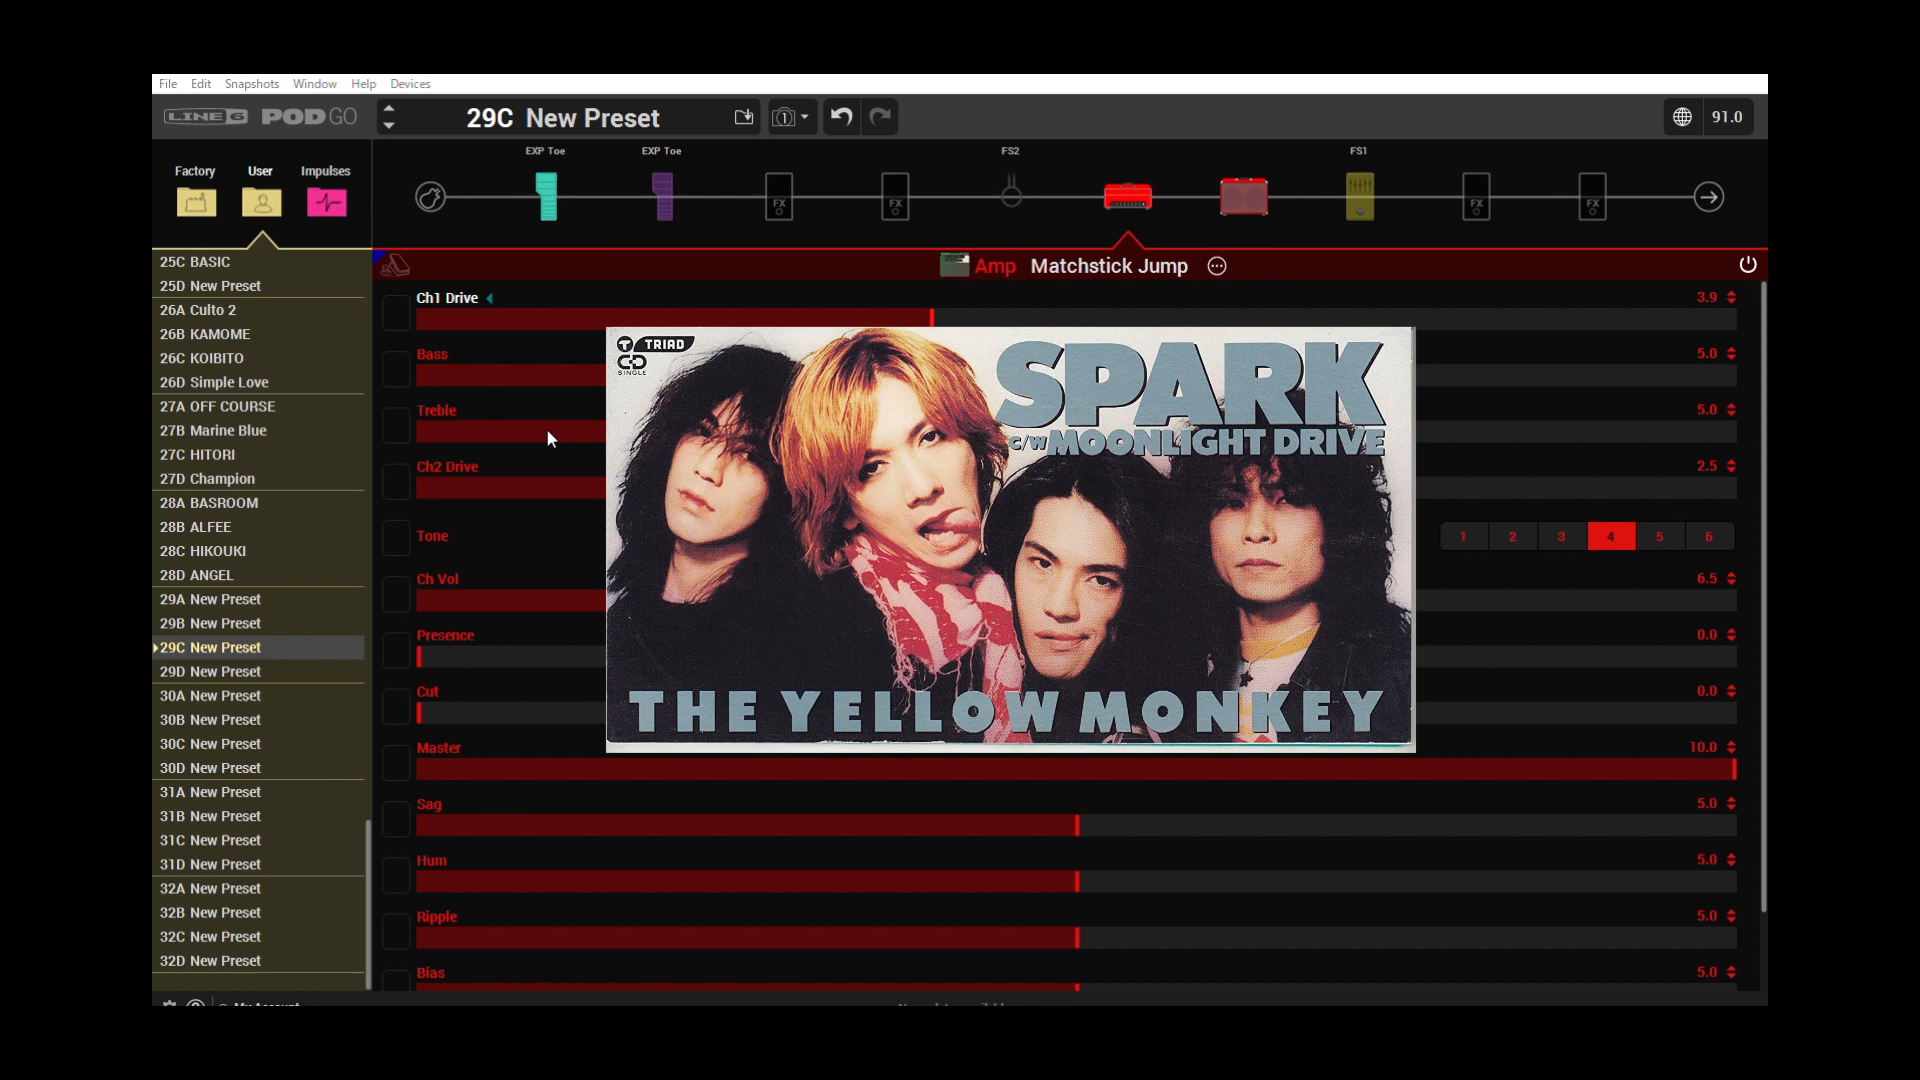 File Edit Snapshots Window Help Devices
LINE 6 POD GO 29C New Preset 1 91.0
EXP Toe EXP Toe FS2 FS1
Factory User Impulses
FX FX FX FX
25C BASIC
25D New Preset
26A Culto 2
26B KAMOME
26C KOIBITO
26D Simple Love
27A OFF COURSE
27B Marine Blue
27C HITORI
27D Champion
28A BASROOM
28B ALFEE
28C HIKOUKI
28D ANGEL
29A New Preset
29B New Preset
29C New Preset
29D New Preset
30A New Preset
30B New Preset
30C New Preset
30D New Preset
31A New Preset
31B New Preset
31C New Preset
31D New Preset
32A New Preset
32B New Preset
32C New Preset
32D New Preset
My Account
Amp Matchstick Jump
Ch1 Drive 3.9
Bass 5.0
Treble 5.0
Ch2 Drive 2.5
Tone 1 2 3 4 5 6
Ch Vol 6.5
Presence 0.0
Cut 0.0
Master 10.0
Sag 5.0
Hum 5.0
Ripple 5.0
Bias 5.0
TRIAD
CD
SINGLE
SPARK
c/w MOONLIGHT DRIVE
THE YELLOW MONKEY